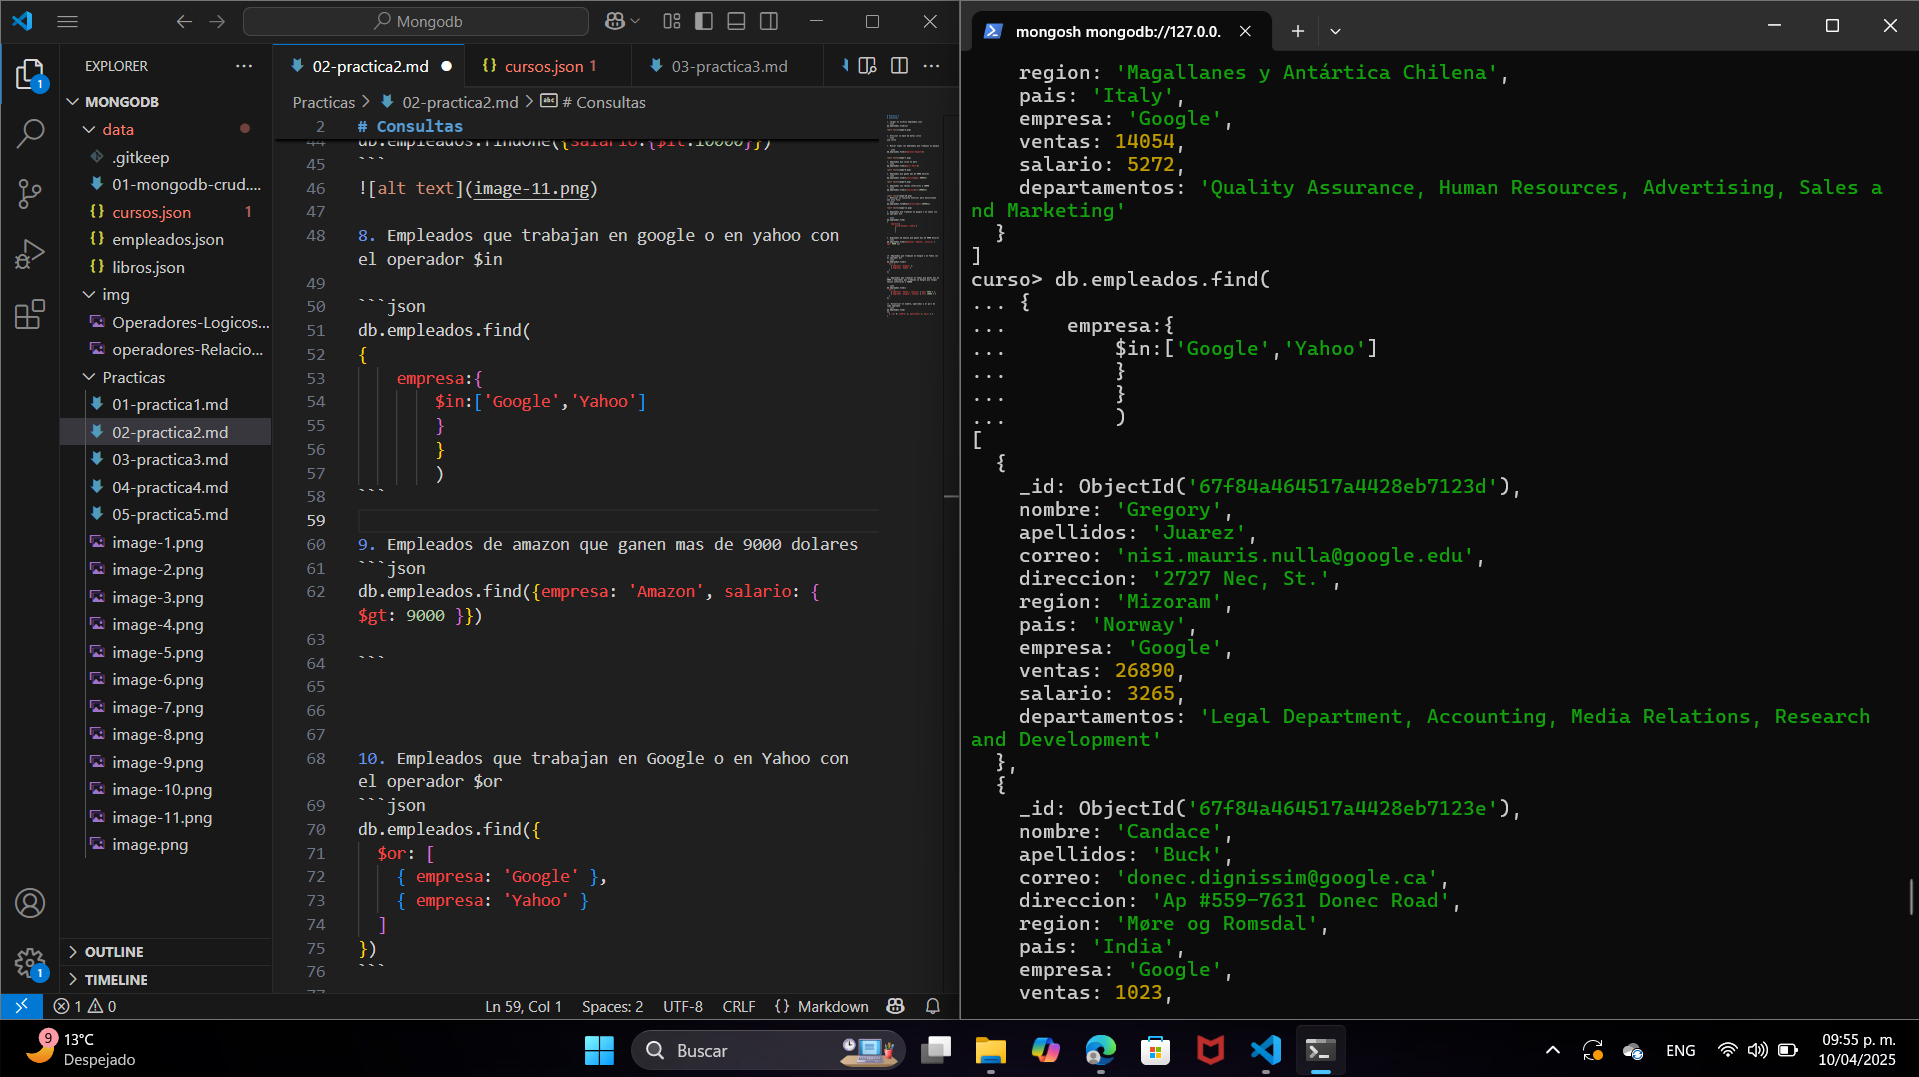 Mongodb
EXPLORER
MONGODB
data
.gitkeep
01-mongodb-crud....
cursos.json 1
empleados.json
libros.json
img
Operadores-Logicos...
operadores-Relacio...
Practicas
01-practica1.md
02-practica2.md
03-practica3.md
04-practica4.md
05-practica5.md
image-1.png
image-2.png
image-3.png
image-4.png
image-5.png
image-6.png
image-7.png
image-8.png
image-9.png
image-10.png
image-11.png
image.png
OUTLINE
TIMELINE
1
1
02-practica2.md
cursos.json 1
03-practica3.md
Practicas > 02-practica2.md > # Consultas
2 # Consultas
44 db.empleados.findOne({salario:{$lt:10000}})
45 ```
46 ![alt text](image-11.png)
47
48 8. Empleados que trabajan en google o en yahoo con
el operador $in
49
50 ```json
51 db.empleados.find(
52 {
53 empresa:{
54 $in:['Google','Yahoo']
55 }
56 }
57 )
58 ```
59
60 9. Empleados de amazon que ganen mas de 9000 dolares
61 ```json
62 db.empleados.find({empresa: 'Amazon', salario: {
$gt: 9000 }})
63
64 ```
65
66
67
68 10. Empleados que trabajan en Google o en Yahoo con
el operador $or
69 ```json
70 db.empleados.find({
71 $or: [
72 { empresa: 'Google' },
73 { empresa: 'Yahoo' }
74 ]
75 })
76 ```
77
1 0
Ln 59, Col 1
Spaces: 2
UTF-8
CRLF
{} Markdown
mongosh mongodb://127.0.0.
region: 'Magallanes y Antártica Chilena',
pais: 'Italy',
empresa: 'Google',
ventas: 14054,
salario: 5272,
departamentos: 'Quality Assurance, Human Resources, Advertising, Sales a
nd Marketing'
}
]
curso> db.empleados.find(
... {
... empresa:{
... $in:['Google','Yahoo']
... }
... }
... )
[
{
_id: ObjectId('67f84a464517a4428eb7123d'),
nombre: 'Gregory',
apellidos: 'Juarez',
correo: 'nisi.mauris.nulla@google.edu',
direccion: '2727 Nec, St.',
region: 'Mizoram',
pais: 'Norway',
empresa: 'Google',
ventas: 26890,
salario: 3265,
departamentos: 'Legal Department, Accounting, Media Relations, Research
and Development'
},
{
_id: ObjectId('67f84a464517a4428eb7123e'),
nombre: 'Candace',
apellidos: 'Buck',
correo: 'donec.dignissim@google.ca',
direccion: 'Ap #559-7631 Donec Road',
region: 'Møre og Romsdal',
pais: 'India',
empresa: 'Google',
ventas: 1023,
9
13°C
Despejado
Buscar
ENG
09:55 p. m.
10/04/2025